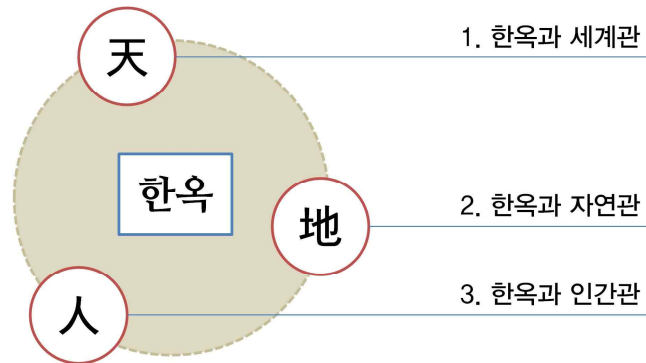 天
1. 한옥과 세계관
한옥
地
2. 한옥과 자연관
人
3. 한옥과 인간관